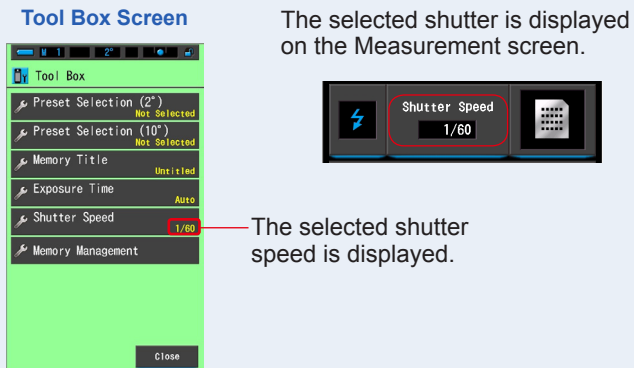 Tool Box Screen
M 1 2°
Tool Box
Preset Selection (2°)
Not Selected
Preset Selection (10°)
Not Selected
Memory Title
Untitled
Exposure Time
Auto
Shutter Speed
1/60
Memory Management
Close
The selected shutter is displayed
on the Measurement screen.
Shutter Speed
1/60
The selected shutter
speed is displayed.